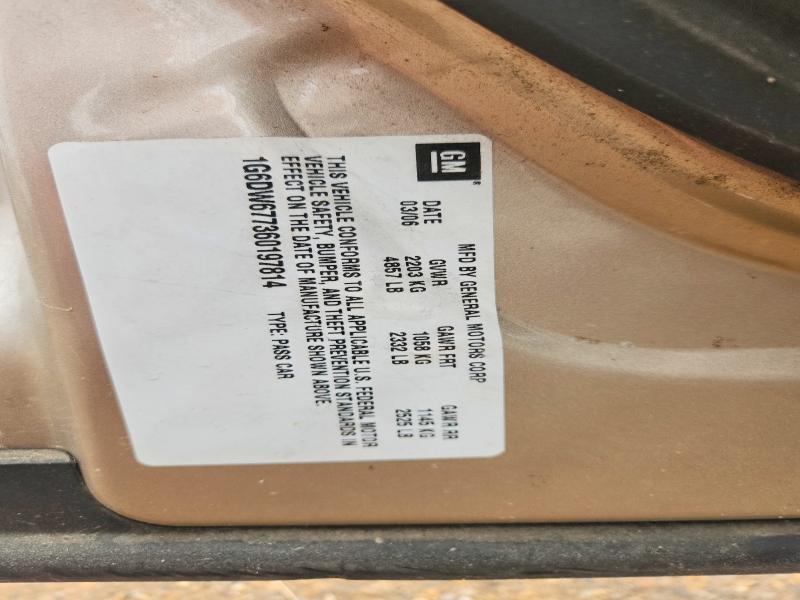 GM ®
MFD BY GENERAL MOTORS CORP
DATE GVWR GAWR FRT GAWR RR
03/06 2203 KG 1058 KG 1145 KG
4857 LB 2332 LB 2525 LB
THIS VEHICLE CONFORMS TO ALL APPLICABLE U.S. FEDERAL MOTOR
VEHICLE SAFETY, BUMPER, AND THEFT PREVENTION STANDARDS IN
EFFECT ON THE DATE OF MANUFACTURE SHOWN ABOVE.
1G6DW677360197814 TYPE: PASS CAR